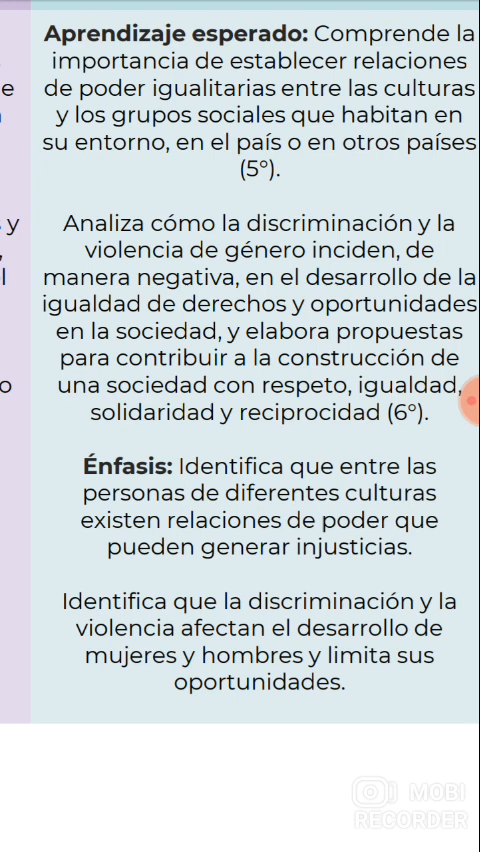 Aprendizaje esperado: Comprende la
importancia de establecer relaciones
e de poder igualitarias entre las culturas
y los grupos sociales que habitan en
su entorno, en el país o en otros países
(5°).
y Analiza cómo la discriminación y la
, violencia de género inciden, de
l manera negativa, en el desarrollo de la
igualdad de derechos y oportunidades
en la sociedad, y elabora propuestas
para contribuir a la construcción de
o una sociedad con respeto, igualdad,
solidaridad y reciprocidad (6°).
Énfasis: Identifica que entre las
personas de diferentes culturas
existen relaciones de poder que
pueden generar injusticias.
Identifica que la discriminación y la
violencia afectan el desarrollo de
mujeres y hombres y limita sus
oportunidades.
MOBI
RECORDER